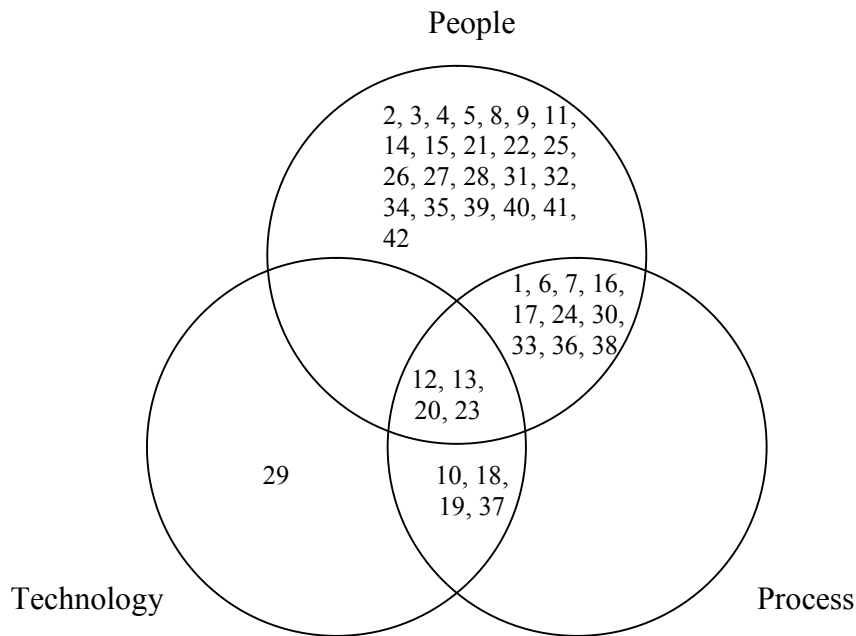 People
2, 3, 4, 5, 8, 9, 11,
14, 15, 21, 22, 25,
26, 27, 28, 31, 32,
34, 35, 39, 40, 41,
42
1, 6, 7, 16,
17, 24, 30,
33, 36, 38
12, 13,
20, 23
29
10, 18,
19, 37
Technology
Process